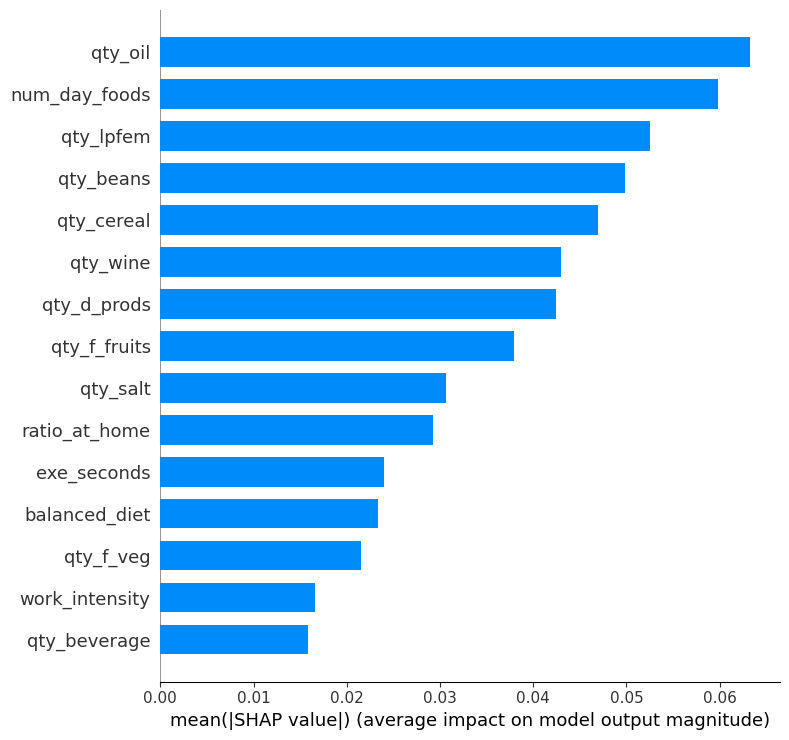 qty_oil
num_day_foods
qty_lpfem
qty_beans
qty_cereal
qty_wine
qty_d_prods
qty_f_fruits
qty_salt
ratio_at_home
exe_seconds
balanced_diet
qty_f_veg
work_intensity
qty_beverage
0.00 0.01 0.02 0.03 0.04 0.05 0.06
mean(|SHAP value|) (average impact on model output magnitude)